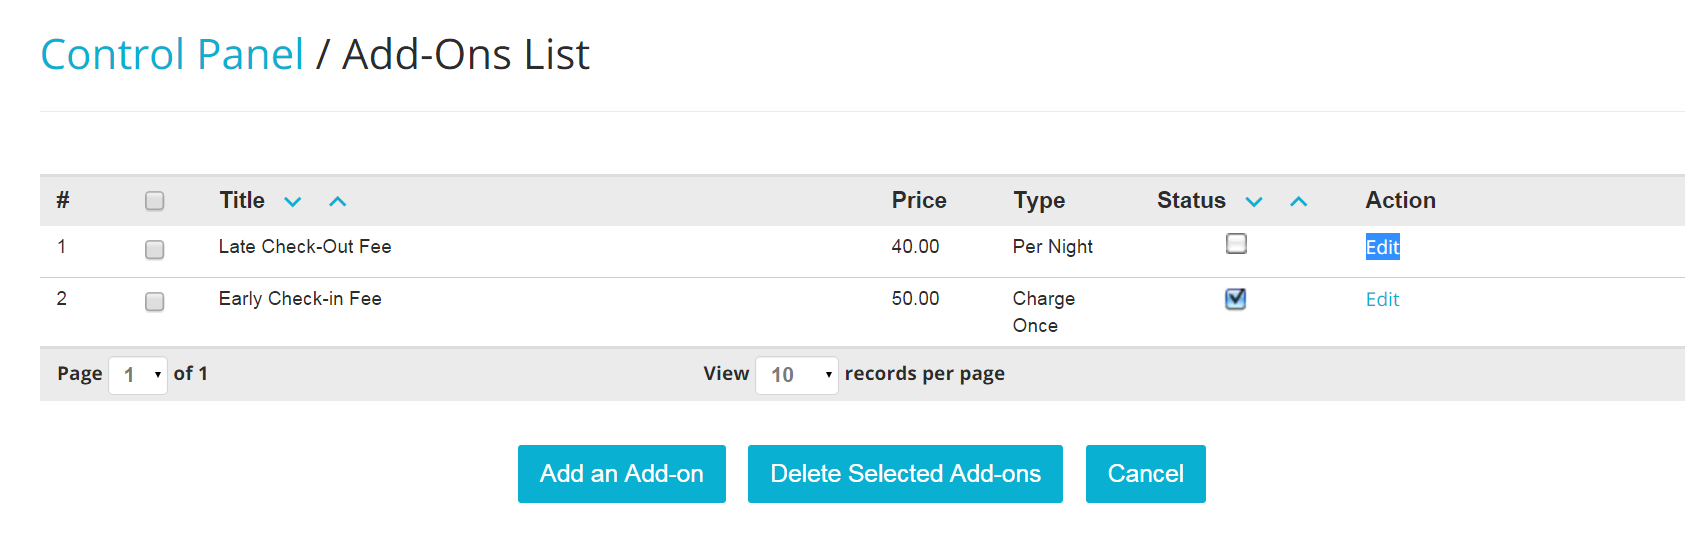 Control Panel / Add-Ons List
# Title Price Type Status Action
1 Late Check-Out Fee 40.00 Per Night Edit
2 Early Check-in Fee 50.00 Charge Edit
Once
Page 1 of 1 View 10 records per page
Add an Add-on Delete Selected Add-ons Cancel